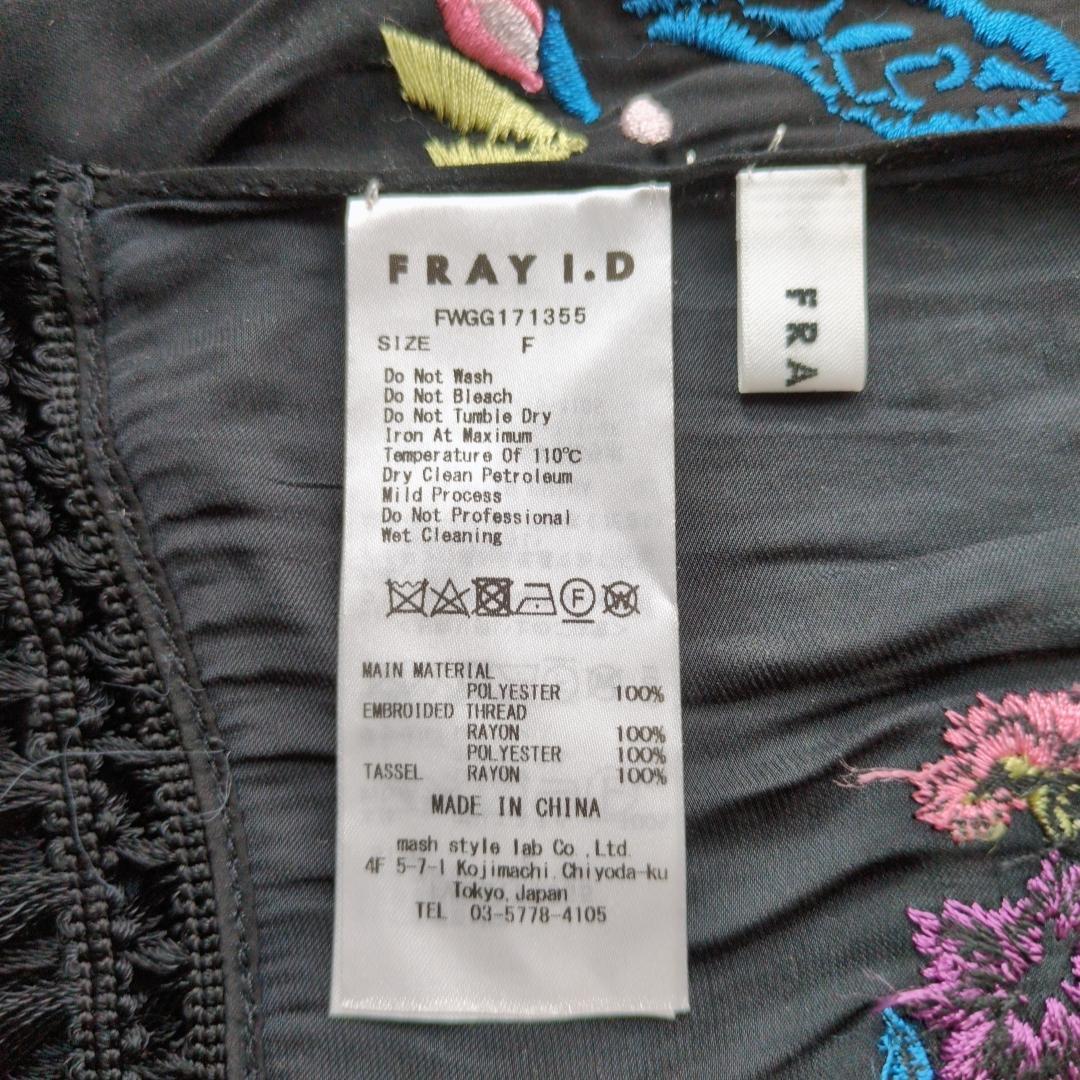 FRAY I.D
FWGG171355
SIZE F
Do Not Wash
Do Not Bleach
Do Not Tumble Dry
Iron At Maximum
Temperature Of 110℃
Dry Clean Petroleum
Mild Process
Do Not Professional
Wet Cleaning
F W
MAIN MATERIAL
POLYESTER 100%
EMBROIDED THREAD
RAYON 100%
POLYESTER 100%
TASSEL RAYON 100%
MADE IN CHINA
mash style lab Co.,Ltd.
4F 5-7-1 Kojimachi,Chiyoda-ku
Tokyo,Japan
TEL 03-5778-4105
FRA